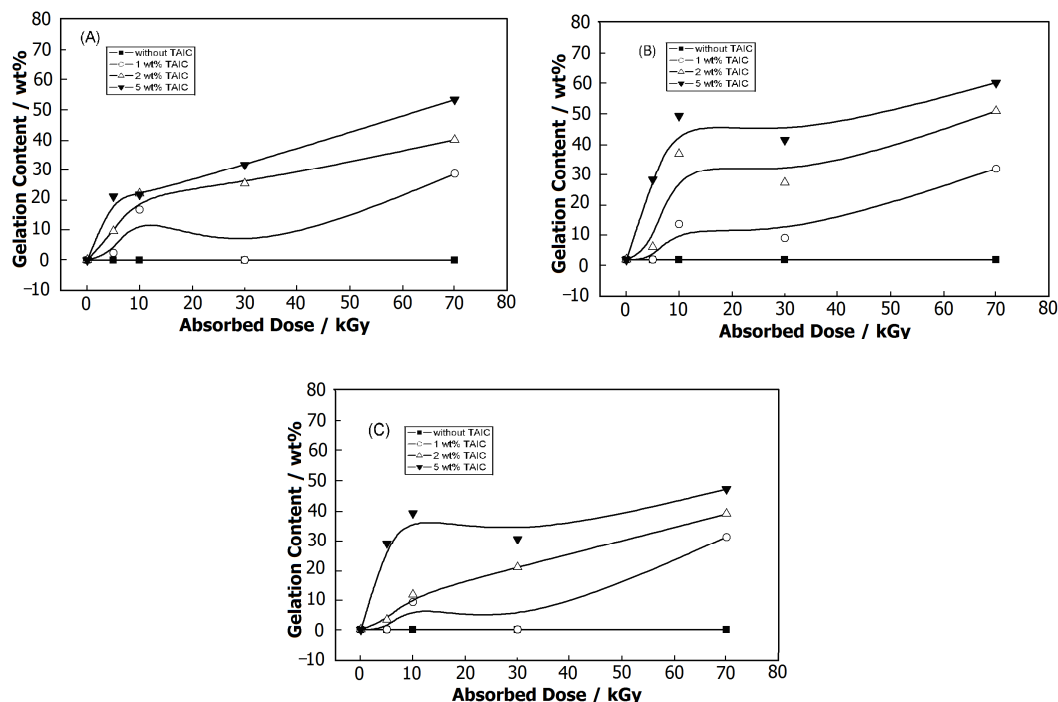 (A)
without TAIC
1 wt% TAIC
2 wt% TAIC
5 wt% TAIC
80
70
60
50
40
30
20
10
0
−10
Gelation Content / wt%
0 10 20 30 40 50 60 70 80
Absorbed Dose / kGy
(B)
without TAIC
1 wt% TAIC
2 wt% TAIC
5 wt% TAIC
80
70
60
50
40
30
20
10
0
−10
Gelation Content / wt%
0 10 20 30 40 50 60 70 80
Absorbed Dose / kGy
(C)
without TAIC
1 wt% TAIC
2 wt% TAIC
5 wt% TAIC
80
70
60
50
40
30
20
10
0
−10
Gelation Content / wt%
0 10 20 30 40 50 60 70 80
Absorbed Dose / kGy